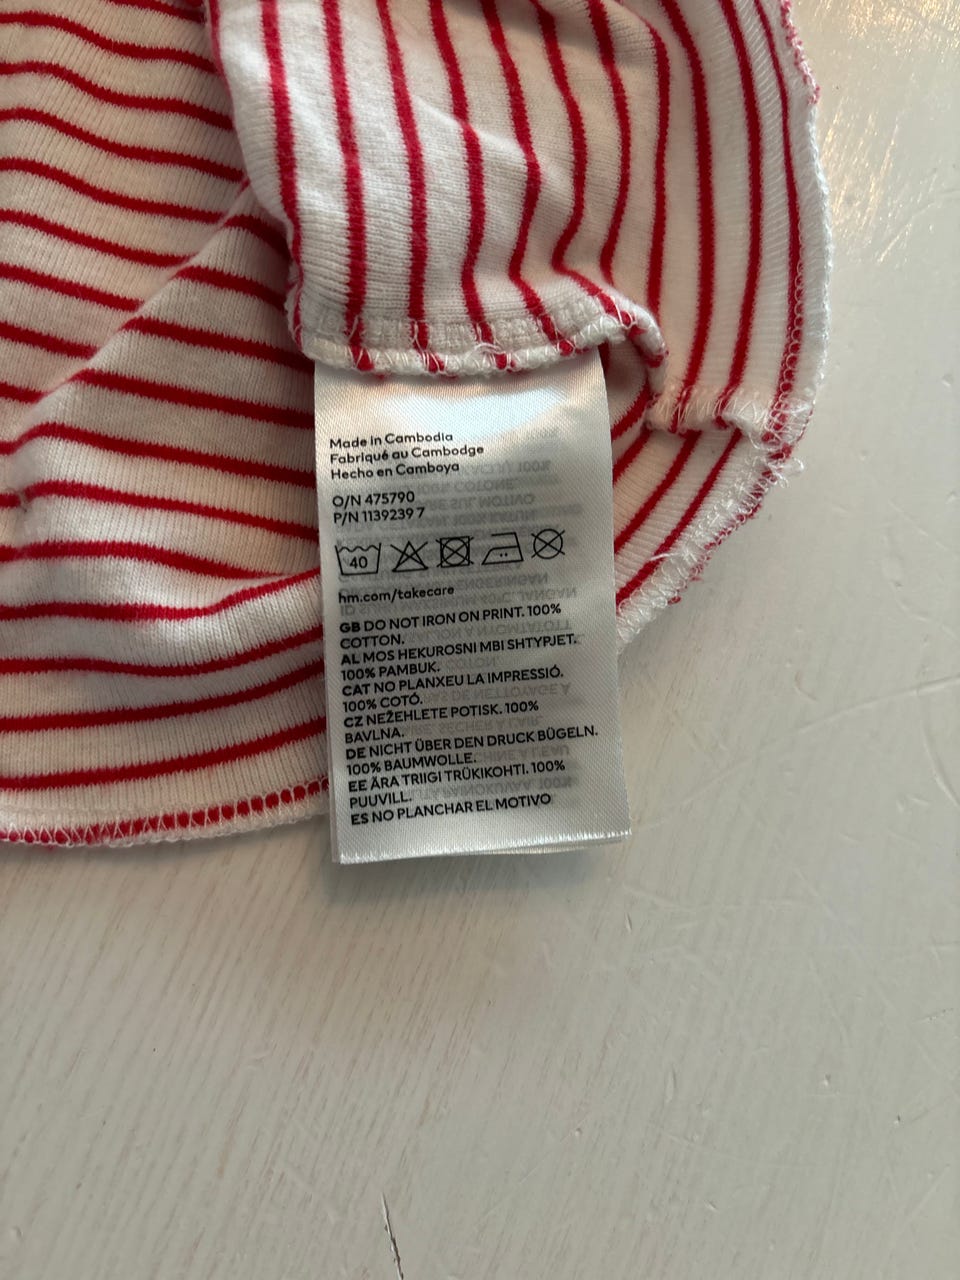 Made in Cambodia
Fabriqué au Cambodge
Hecho en Camboya
O/N 475790
P/N 1139239 7
40
hm.com/takecare
GB DO NOT IRON ON PRINT. 100%
COTTON.
AL MOS HEKUROSNI MBI SHTYPJET.
100% PAMBUK.
CAT NO PLANXEU LA IMPRESSIÓ.
100% COTÓ.
CZ NEŽEHLETE POTISK. 100%
BAVLNA.
DE NICHT ÜBER DEN DRUCK BÜGELN.
100% BAUMWOLLE.
EE ÄRA TRIIGI TRÜKIKOHTI. 100%
PUUVILL.
ES NO PLANCHAR EL MOTIVO